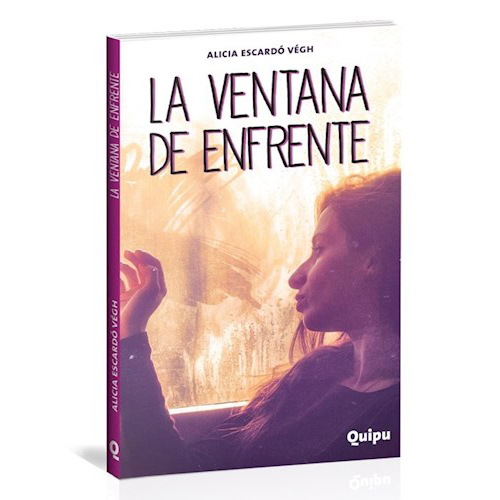 ALICIA ESCARDÓ VÉGH
LA VENTANA
DE ENFRENTE
Quipu
LA VENTANA DE ENFRENTE
ALICIA ESCARDÓ VÉGH
Q